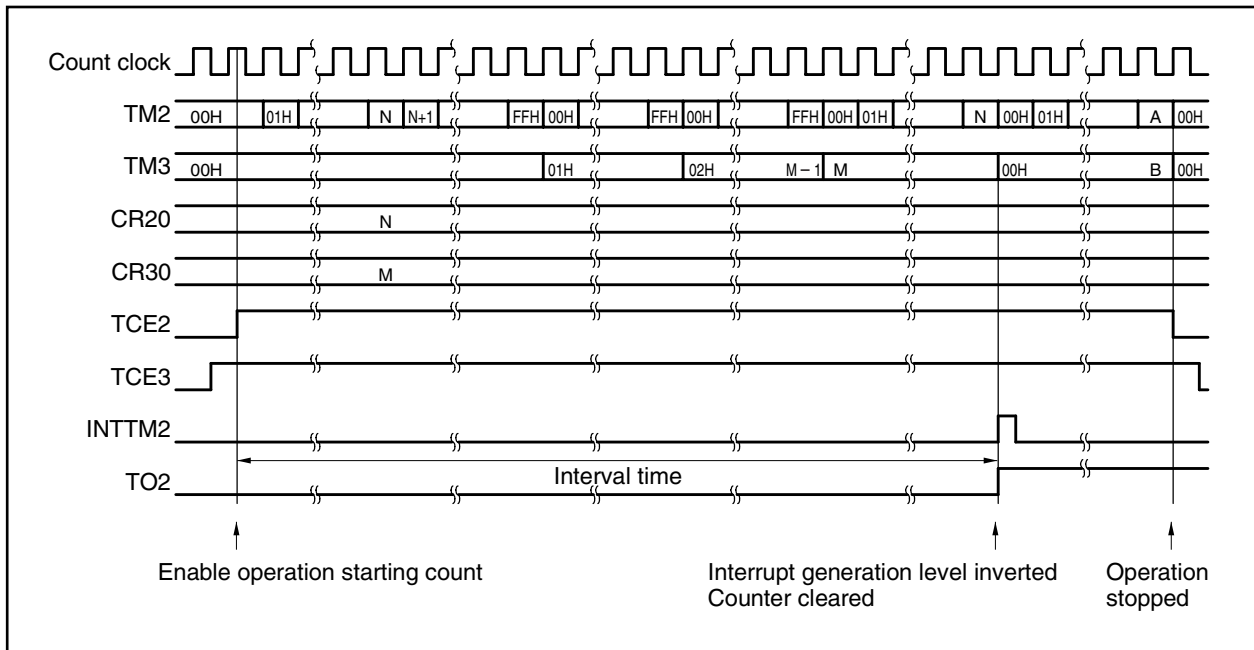 Count clock
TM2 00H 01H N N+1 FFH 00H FFH 00H FFH 00H 01H N 00H 01H A 00H
TM3 00H 01H 02H M – 1 M 00H B 00H
CR20 N
CR30 M
TCE2
TCE3
INTTM2
Interval time
TO2
Enable operation starting count
Interrupt generation level inverted
Counter cleared
Operation
stopped